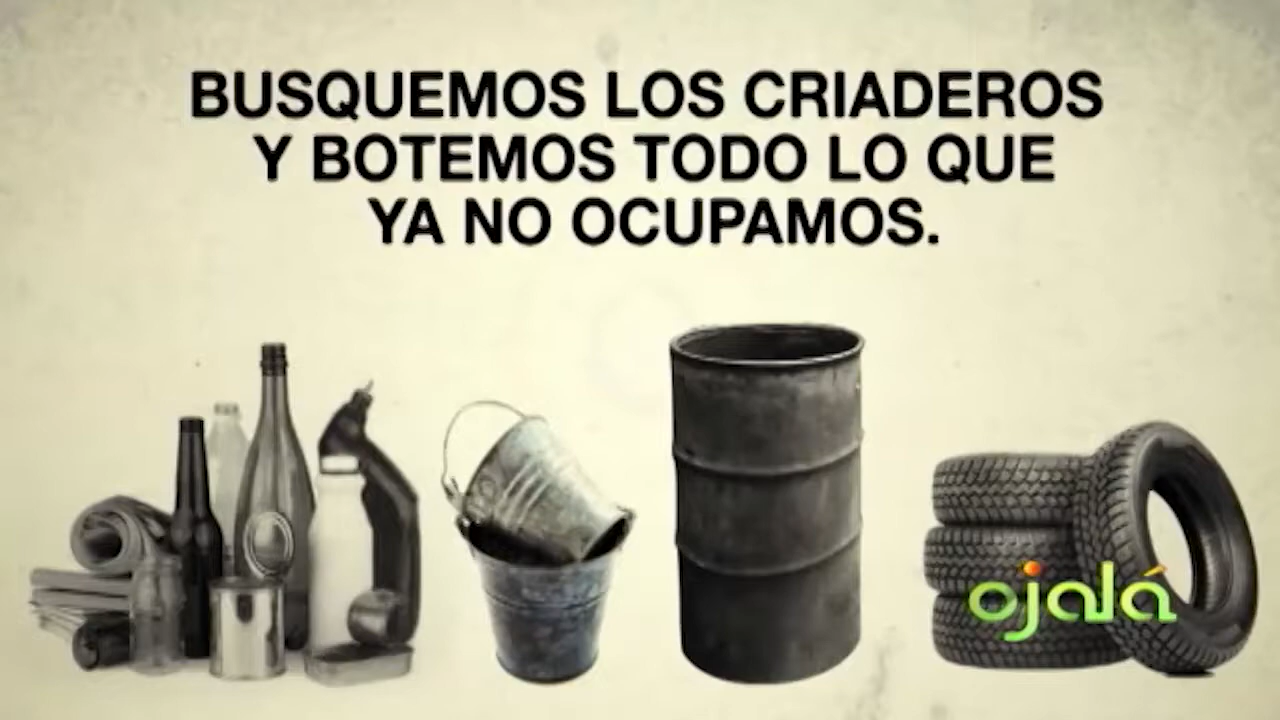 BUSQUEMOS LOS CRIADEROS
Y BOTEMOS TODO LO QUE
YA NO OCUPAMOS.
ojalá